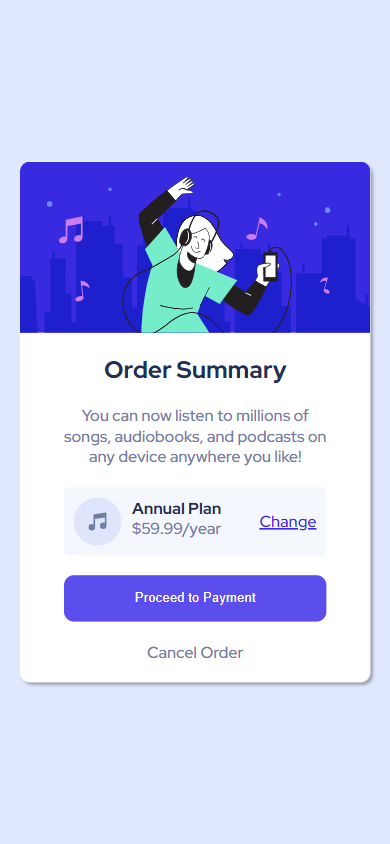 Order Summary
You can now listen to millions of
songs, audiobooks, and podcasts on
any device anywhere you like!
Annual Plan
$59.99/year
Change
Proceed to Payment
Cancel Order